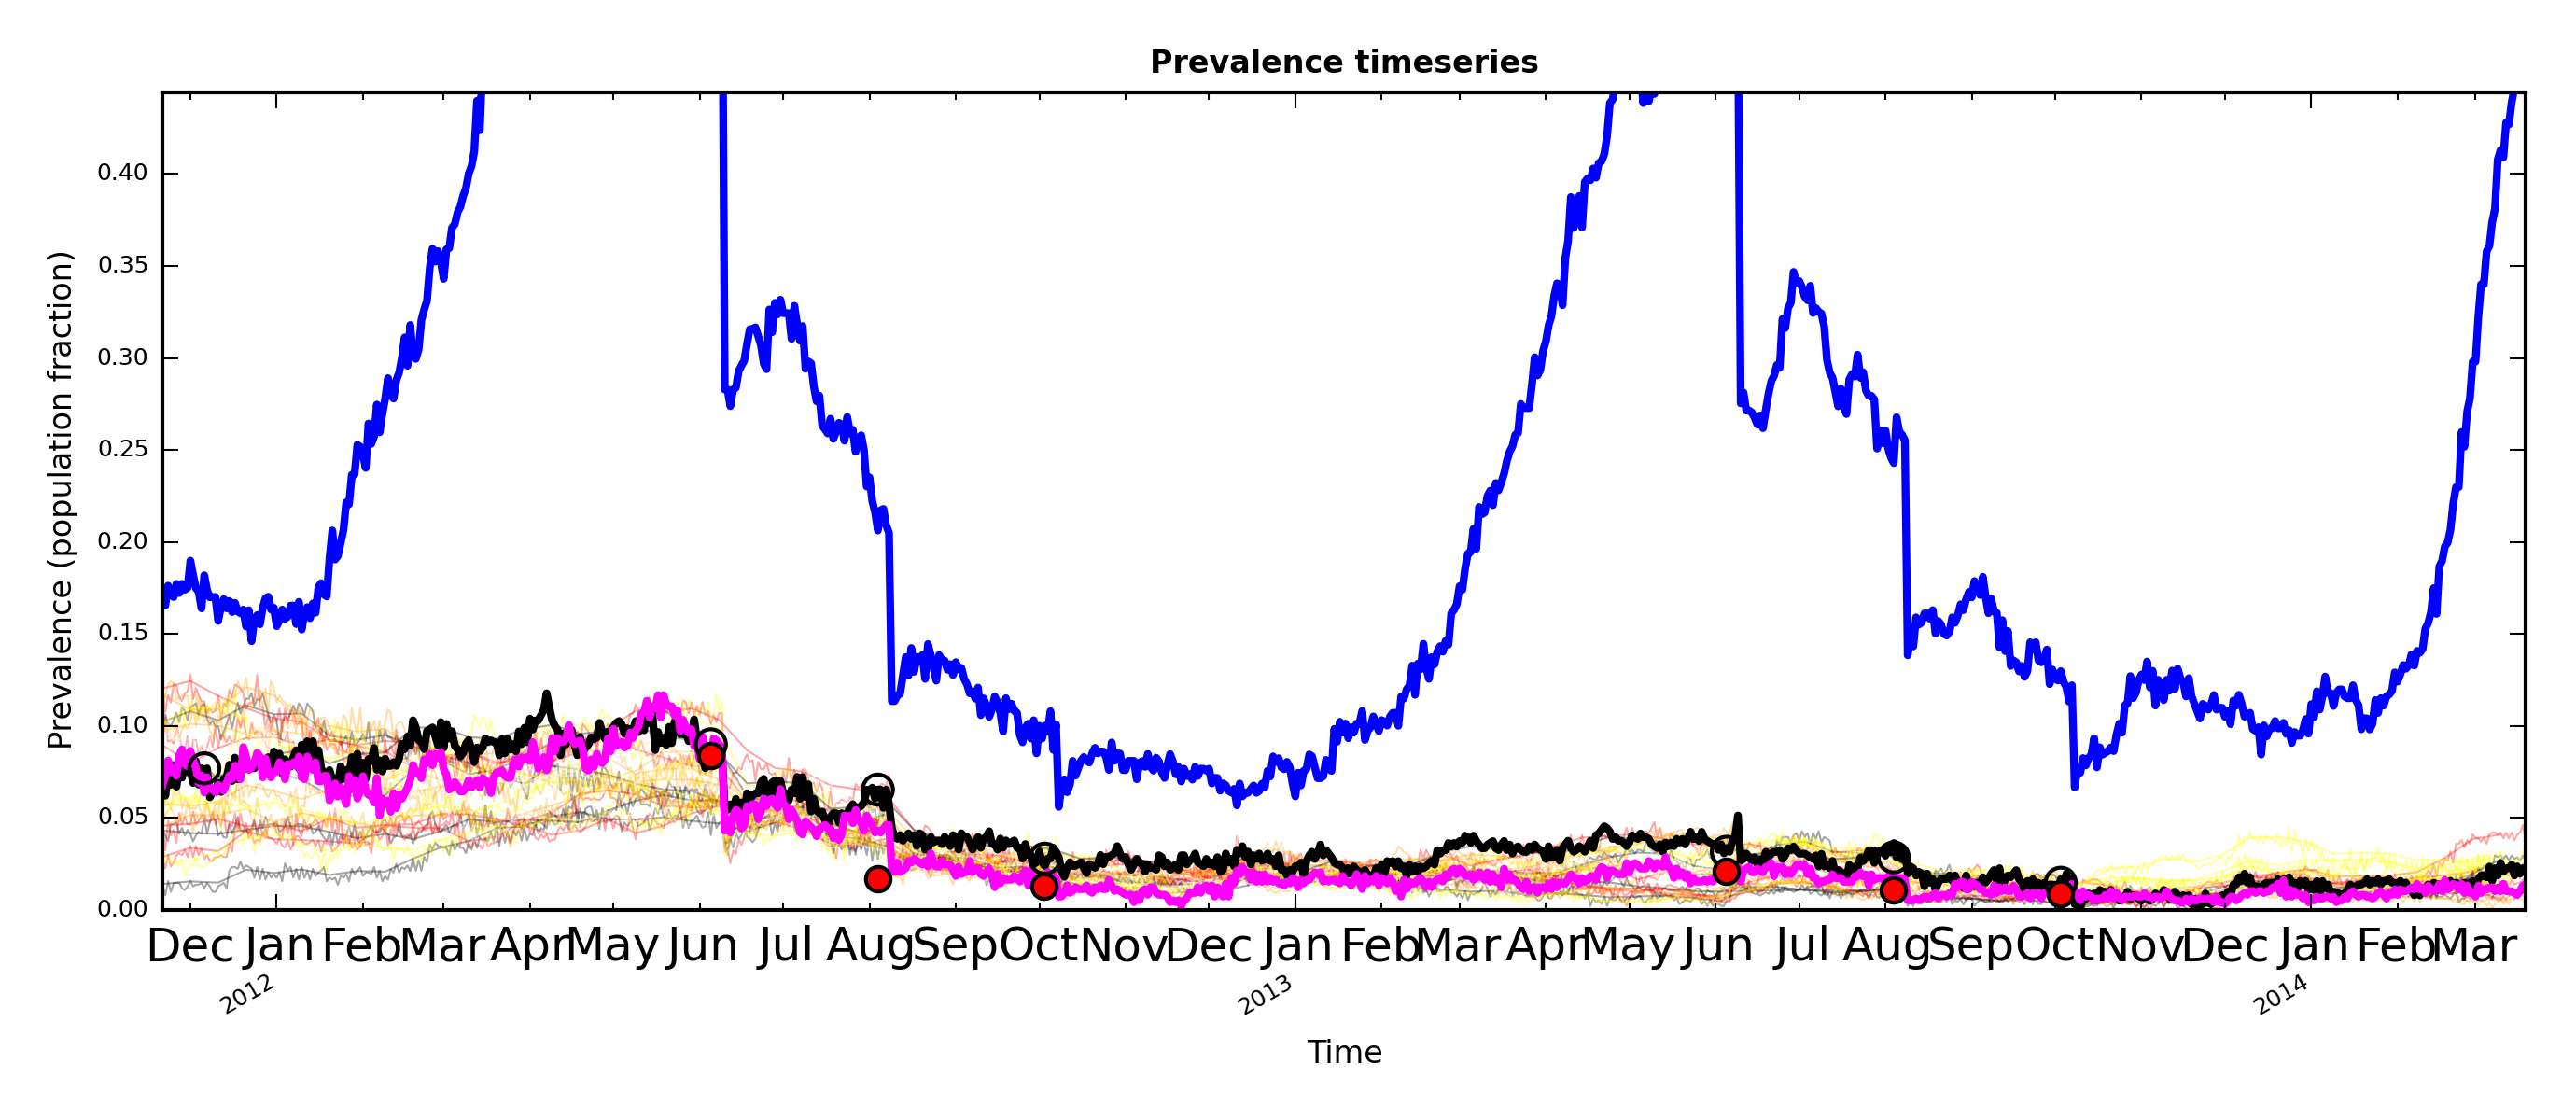 Prevalence timeseries
Prevalence (population fraction)
0.40
0.35
0.30
0.25
0.20
0.15
0.10
0.05
0.00
Dec Jan Feb Mar Apr May Jun Jul Aug Sep Oct Nov Dec Jan Feb Mar Apr May Jun Jul Aug Sep Oct Nov Dec Jan Feb Mar
2012 2013 2014
Time